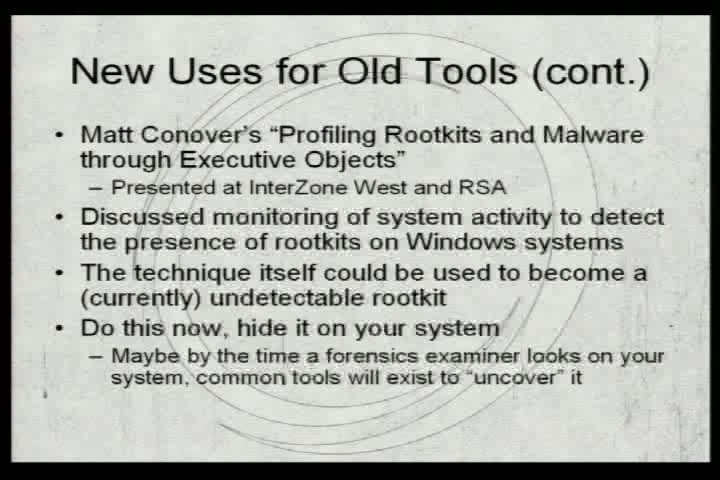 New Uses for Old Tools (cont.)
• Matt Conover's "Profiling Rootkits and Malware
through Executive Objects"
– Presented at InterZone West and RSA
• Discussed monitoring of system activity to detect
the presence of rootkits on Windows systems
• The technique itself could be used to become a
(currently) undetectable rootkit
• Do this now, hide it on your system
– Maybe by the time a forensics examiner looks on your
system, common tools will exist to "uncover" it